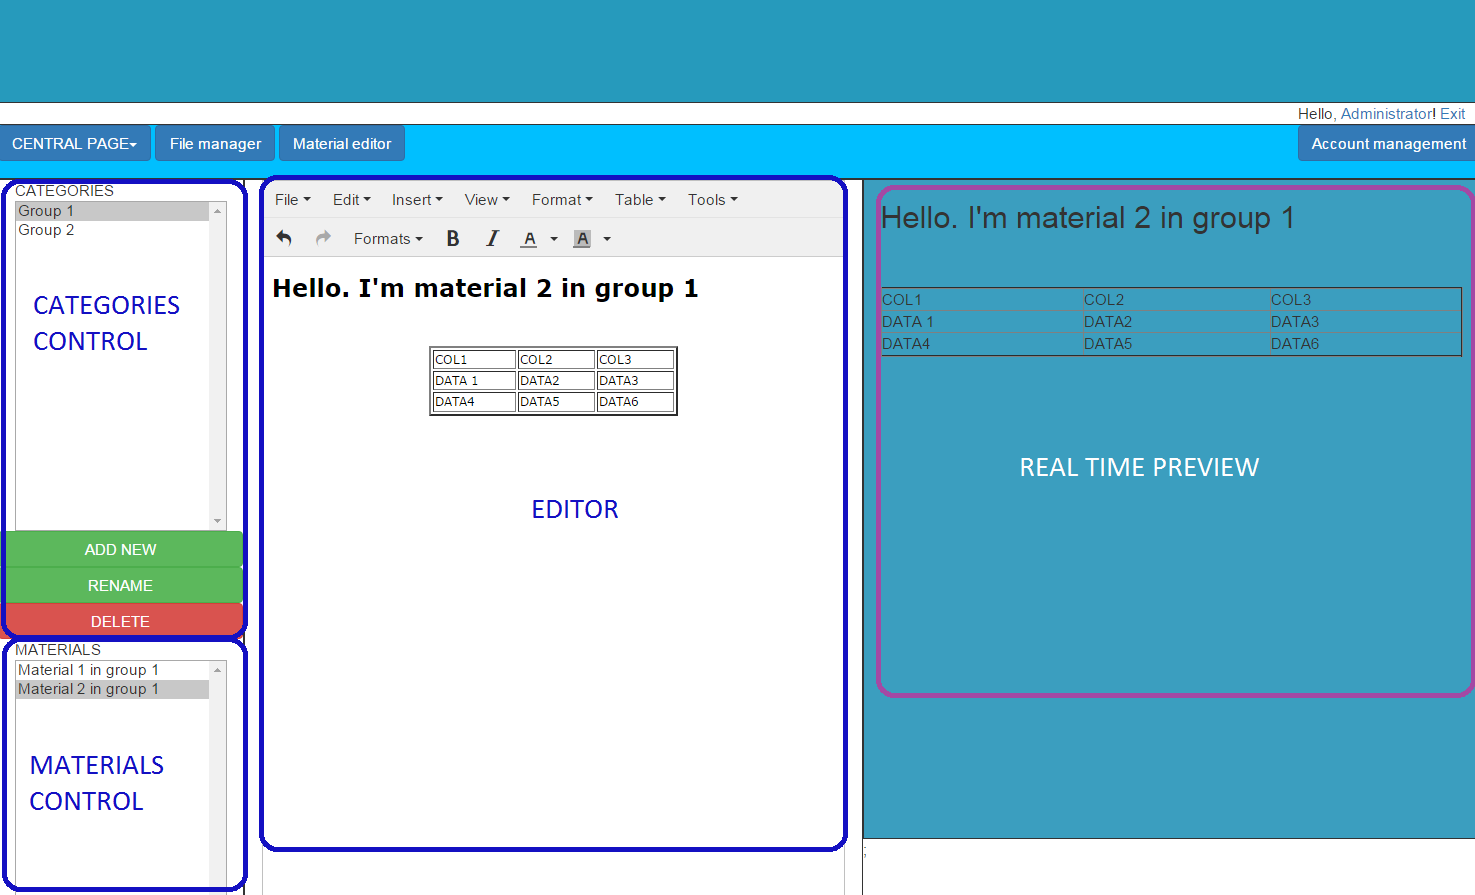 Hello, Administrator! Exit
CENTRAL PAGE File manager Material editor Account management
CATEGORIES
Group 1
Group 2
CATEGORIES
CONTROL
ADD NEW
RENAME
DELETE
MATERIALS
Material 1 in group 1
Material 2 in group 1
MATERIALS
CONTROL
File Edit Insert View Format Table Tools
Formats B I A A
Hello. I'm material 2 in group 1
COL1 COL2 COL3
DATA 1 DATA2 DATA3
DATA4 DATA5 DATA6
EDITOR
Hello. I'm material 2 in group 1
COL1 COL2 COL3
DATA 1 DATA2 DATA3
DATA4 DATA5 DATA6
REAL TIME PREVIEW
;